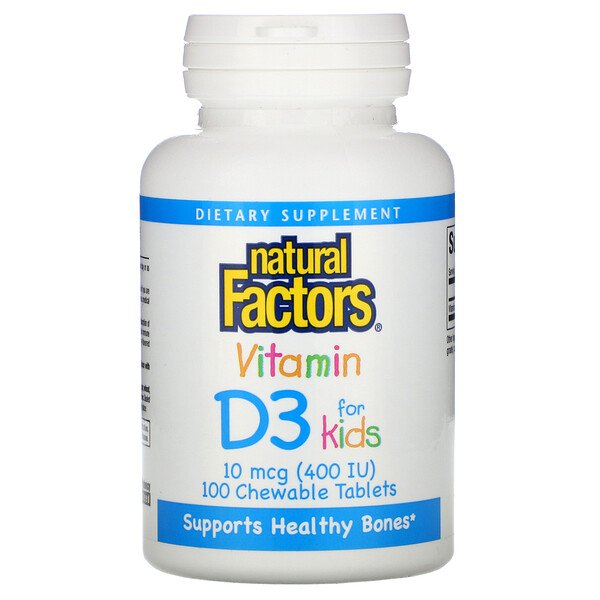 DIETARY SUPPLEMENT
natural
Factors®
Vitamin
D3 for
kids
10 mcg (400 IU)
100 Chewable Tablets
Supports Healthy Bones*